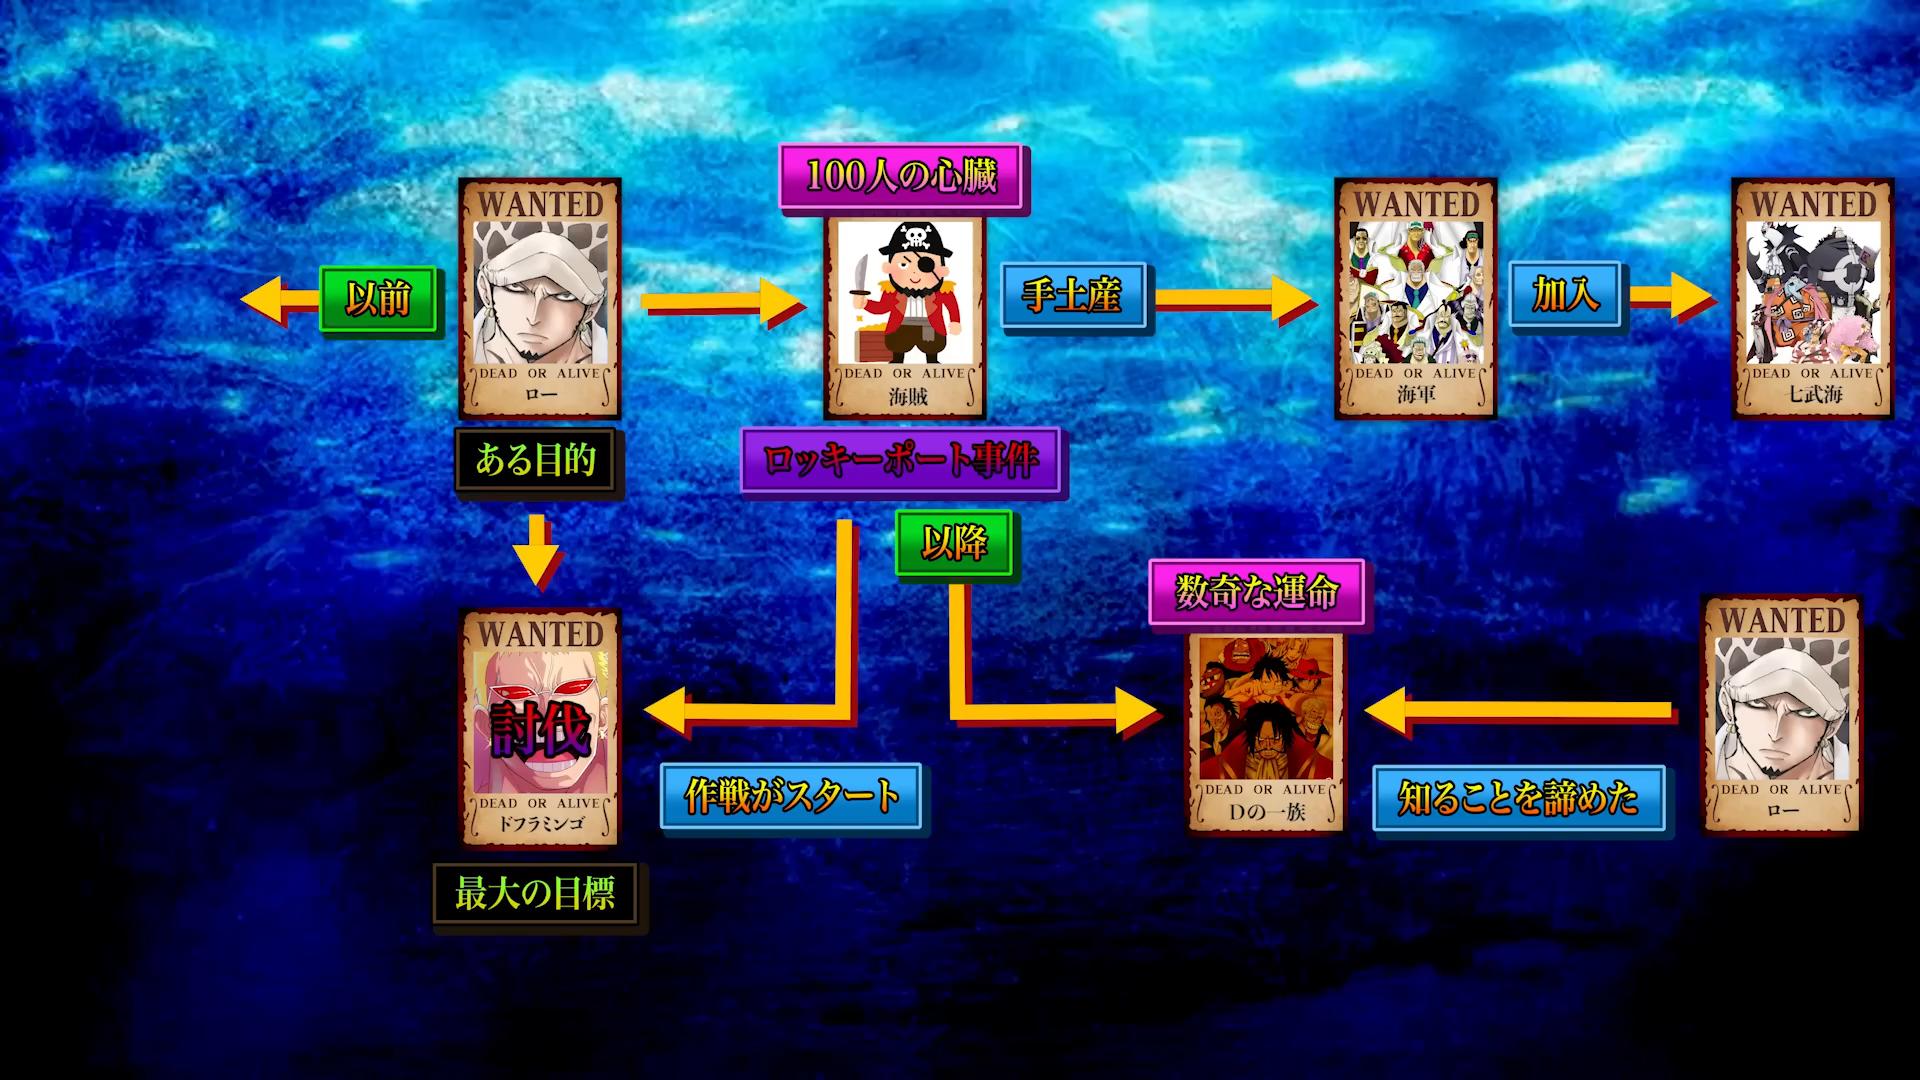 100人の心臓
WANTED
WANTED
WANTED
以前
手土産
加入
DEAD OR ALIVE
ロー
DEAD OR ALIVE
海賊
DEAD OR ALIVE
海軍
DEAD OR ALIVE
七武海
ある目的
ロッキーポート事件
以降
数奇な運命
WANTED
WANTED
討伐
作戦がスタート
知ることを諦めた
DEAD OR ALIVE
ドフラミンゴ
DEAD OR ALIVE
Dの一族
DEAD OR ALIVE
ロー
最大の目標